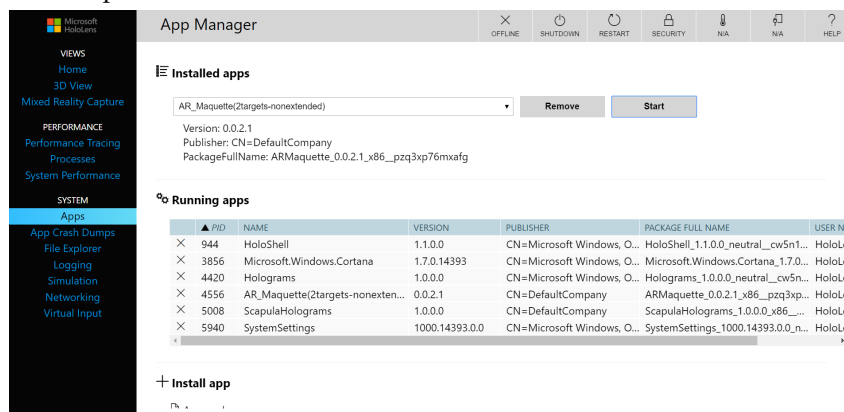 Microsoft
HoloLens
App Manager
OFFLINE
SHUTDOWN
RESTART
SECURITY
N/A
N/A
HELP
VIEWS
Home
3D View
Mixed Reality Capture
PERFORMANCE
Performance Tracing
Processes
System Performance
SYSTEM
Apps
App Crash Dumps
File Explorer
Logging
Simulation
Networking
Virtual Input
Installed apps
AR_Maquette(2targets-nonextended)
Remove
Start
Version: 0.0.2.1
Publisher: CN=DefaultCompany
PackageFullName: ARMaquette_0.0.2.1_x86__pzq3xp76mxafg
Running apps
PID NAME VERSION PUBLISHER PACKAGE FULL NAME USER N
944 HoloShell 1.1.0.0 CN=Microsoft Windows, O... HoloShell_1.1.0.0_neutral__cw5n1... HoloL
3856 Microsoft.Windows.Cortana 1.7.0.14393 CN=Microsoft Windows, O... Microsoft.Windows.Cortana_1.7.0... HoloL
4420 Holograms 1.0.0.0 CN=Microsoft Windows, O... Holograms_1.0.0.0_neutral__cw5n... HoloL
4556 AR_Maquette(2targets-nonexten... 0.0.2.1 CN=DefaultCompany ARMaquette_0.0.2.1_x86__pzq3xp... HoloL
5008 ScapulaHolograms 1.0.0.0 CN=DefaultCompany ScapulaHolograms_1.0.0.0_x86__... HoloL
5940 SystemSettings 1000.14393.0.0 CN=Microsoft Windows, O... SystemSettings_1000.14393.0.0_n... HoloL
Install app